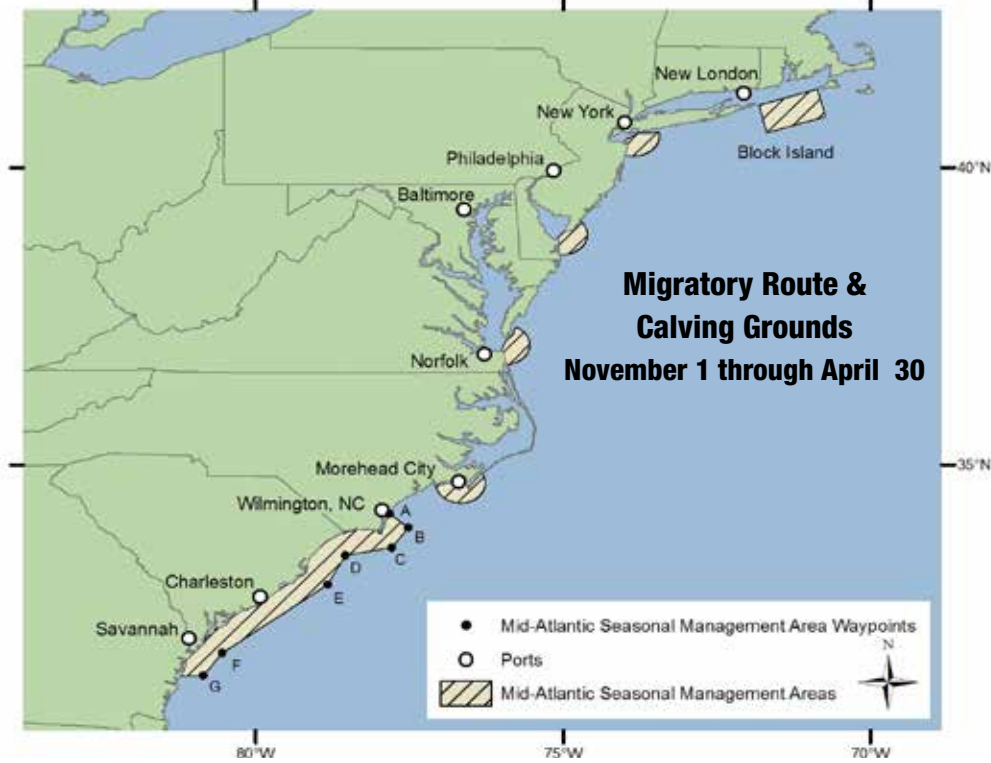 New London
New York
Block Island
Philadelphia
40°N
Baltimore
Migratory Route &
Calving Grounds
November 1 through April 30
Norfolk
Morehead City
35°N
Wilmington, NC
A
B
C
D
Charleston
E
Savannah
F
G
Mid-Atlantic Seasonal Management Area Waypoints
Ports
N
Mid-Atlantic Seasonal Management Areas
80°W
75°W
70°W